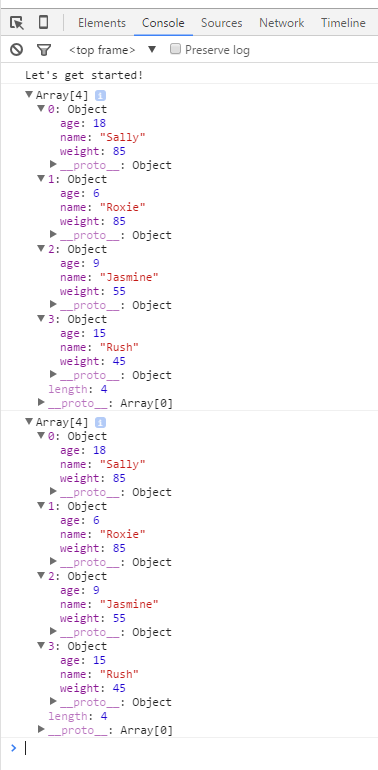 Elements Console Sources Network Timeline
<top frame> ▼ Preserve log
Let's get started!
▼Array[4] i
▼0: Object
age: 18
name: "Sally"
weight: 85
▶__proto__: Object
▼1: Object
age: 6
name: "Roxie"
weight: 85
▶__proto__: Object
▼2: Object
age: 9
name: "Jasmine"
weight: 55
▶__proto__: Object
▼3: Object
age: 15
name: "Rush"
weight: 45
▶__proto__: Object
length: 4
▶__proto__: Array[0]
▼Array[4] i
▼0: Object
age: 18
name: "Sally"
weight: 85
▶__proto__: Object
▼1: Object
age: 6
name: "Roxie"
weight: 85
▶__proto__: Object
▼2: Object
age: 9
name: "Jasmine"
weight: 55
▶__proto__: Object
▼3: Object
age: 15
name: "Rush"
weight: 45
▶__proto__: Object
length: 4
▶__proto__: Array[0]
>